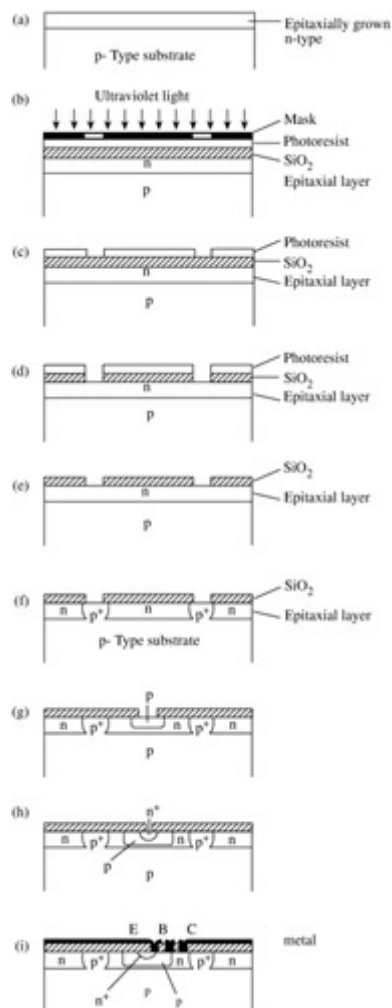 (a)
Epitaxially grown
n-type
p- Type substrate
(b)
Ultraviolet light
Mask
Photoresist
SiO2
n
Epitaxial layer
p
(c)
Photoresist
SiO2
n
Epitaxial layer
p
(d)
Photoresist
SiO2
n
Epitaxial layer
p
(e)
SiO2
n
Epitaxial layer
p
(f)
SiO2
n p+ n p+ n
Epitaxial layer
p- Type substrate
(g)
p
n p+ n p+ n
p
(h)
n+
n p+ n p+ n
p
p
(i)
E B C
metal
n p+ n p+ n
n+ p p